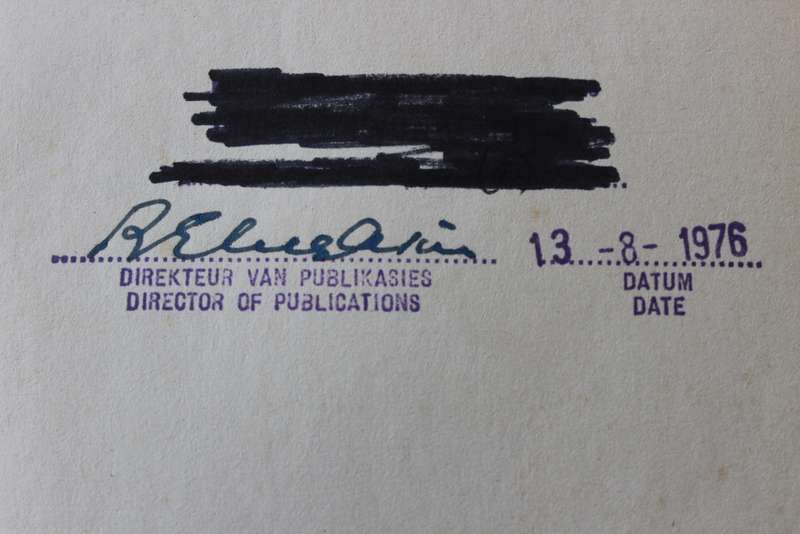 13 -8- 1976
DIREKTEUR VAN PUBLIKASIES
DIRECTOR OF PUBLICATIONS
DATUM
DATE